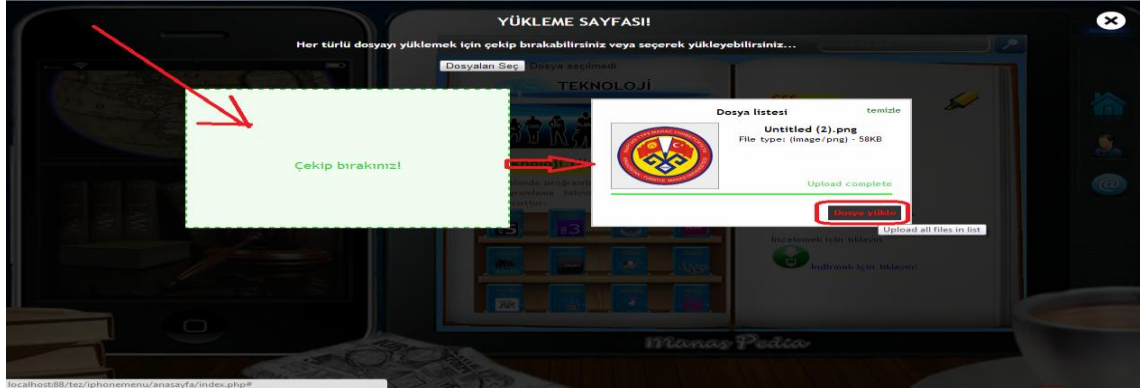 YÜKLEME SAYFASI!
Her türlü dosyayı yüklemek için çekip bırakabilirsiniz veya seçerek yükleyebilirsiniz...
Dosyaları Seç Dosya seçilmedi
TEKNOLOJİ
Çekip bırakınız!
Dosya listesi
temizle
Untitled (2).png
File type: (image/png) - 58KB
Upload complete
Dosya yükle
Upload all files in list
İncelemek için tıklayın
İndirmek için tıklayın
Manas Pedia
localhost:88/tez/iphonemenu/anasayfa/index.php#